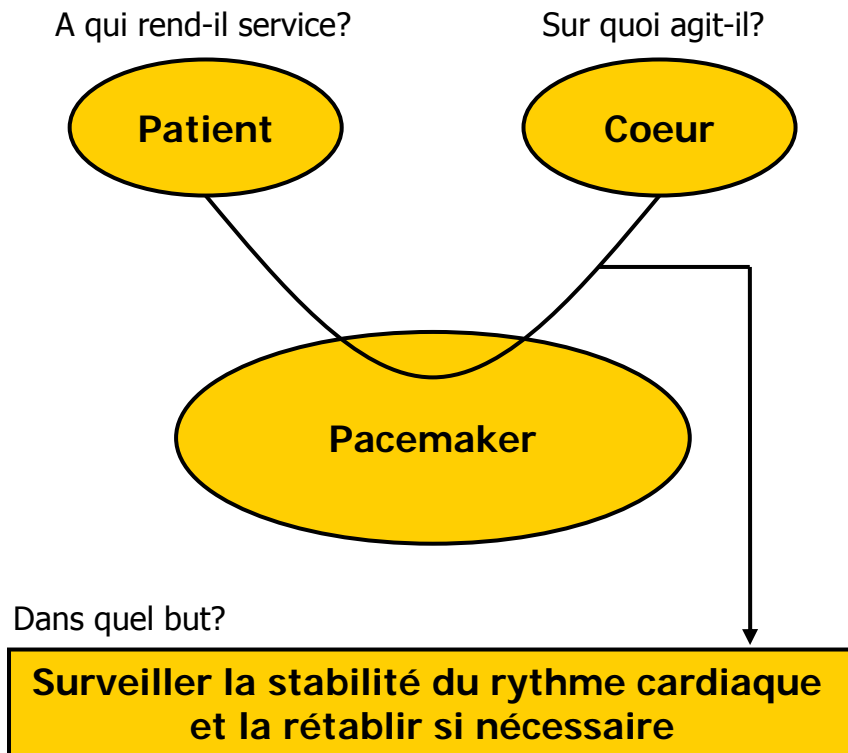 A qui rend-il service?
Sur quoi agit-il?
Patient
Coeur
Pacemaker
Dans quel but?
Surveiller la stabilité du rythme cardiaque
et la rétablir si nécessaire